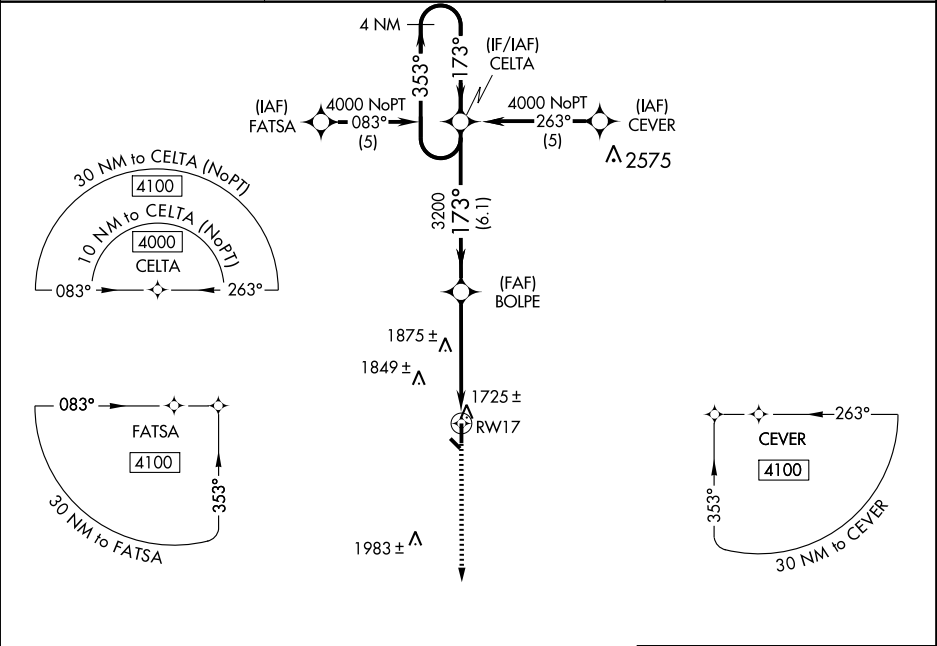 4 NM
353°
173°
(IF/IAF)
CELTA
(IAF)
FATSA
4000 NoPT
083°
(5)
4000 NoPT
263°
(5)
(IAF)
CEVER
2575
30 NM to CELTA (NoPT)
4100
10 NM to CELTA (NoPT)
4000
CELTA
083°
263°
3200
173°
(6.1)
(FAF)
BOLPE
1875 ±
1849 ±
1725 ±
RW17
083°
FATSA
4100
353°
30 NM to FATSA
263°
CEVER
4100
353°
30 NM to CEVER
1983 ±